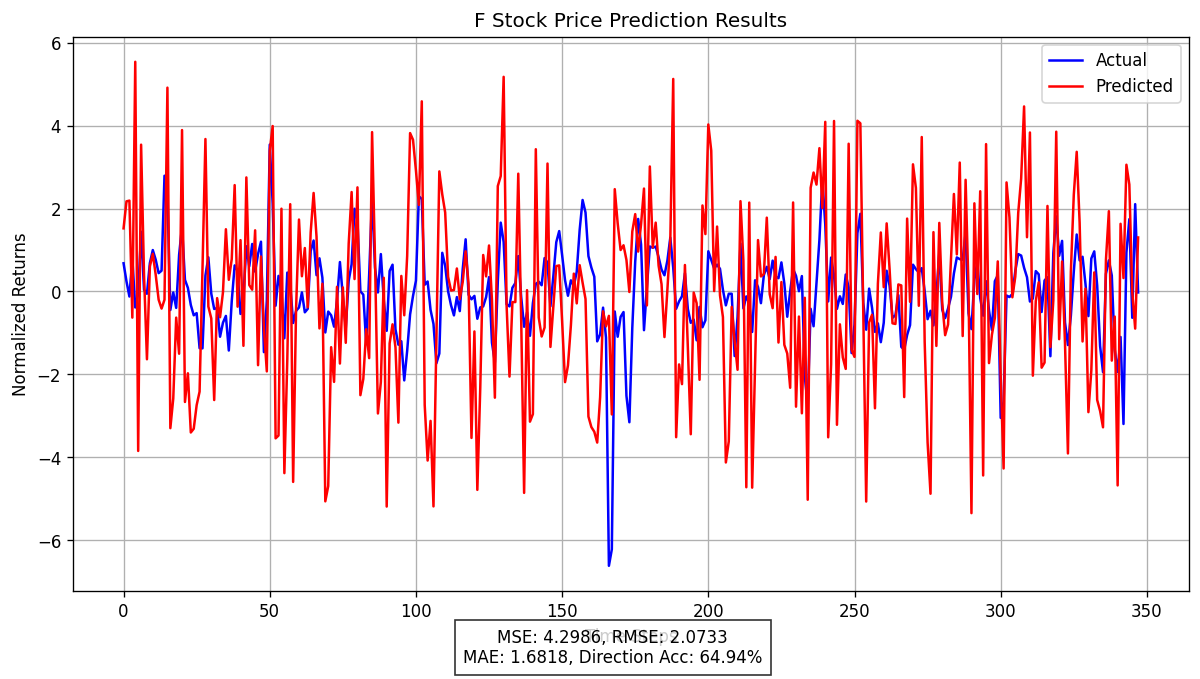 F Stock Price Prediction Results
Actual
Predicted
Normalized Returns
6
4
2
0
−2
−4
−6
0 50 100 150 200 250 300 350
MSE: 4.2986, RMSE: 2.0733
MAE: 1.6818, Direction Acc: 64.94%